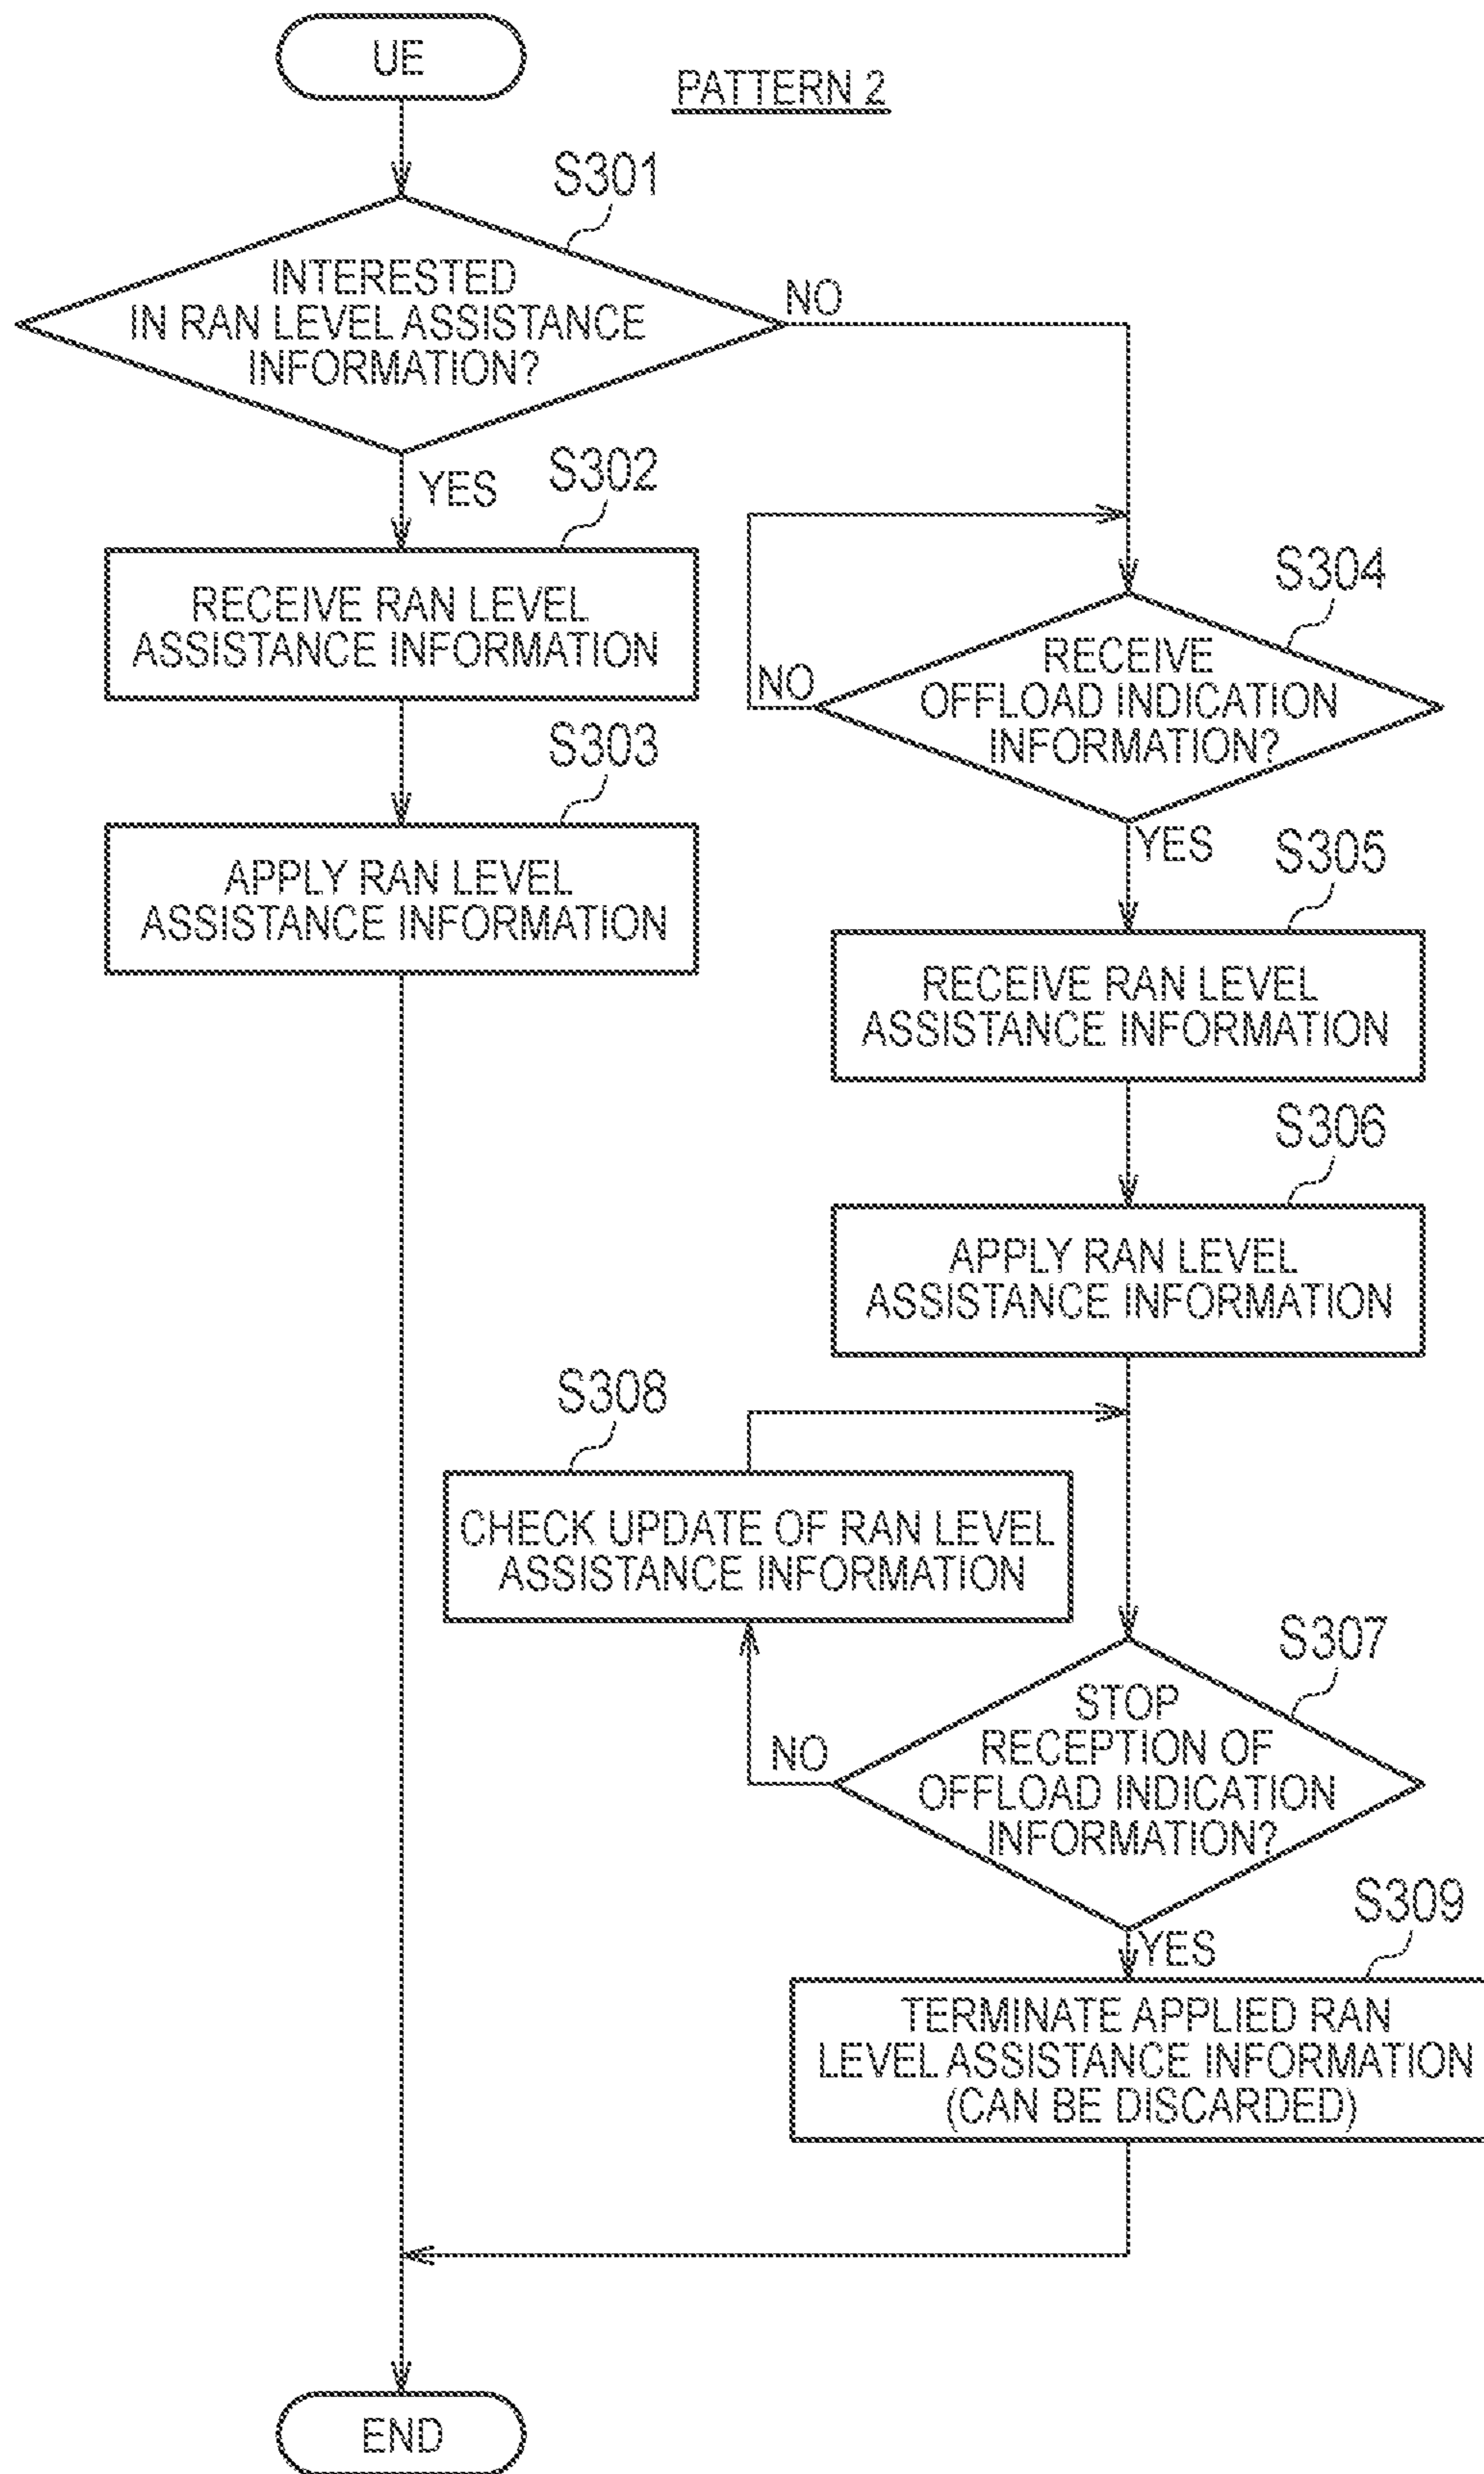 UE
PATTERN 2
S301
INTERESTED
IN RAN LEVEL ASSISTANCE
INFORMATION?
NO
YES
S302
RECEIVE RAN LEVEL
ASSISTANCE INFORMATION
S303
APPLY RAN LEVEL
ASSISTANCE INFORMATION
S304
RECEIVE
OFFLOAD INDICATION
INFORMATION?
NO
YES
S305
RECEIVE RAN LEVEL
ASSISTANCE INFORMATION
S306
APPLY RAN LEVEL
ASSISTANCE INFORMATION
S308
CHECK UPDATE OF RAN LEVEL
ASSISTANCE INFORMATION
S307
STOP
RECEPTION OF
OFFLOAD INDICATION
INFORMATION?
NO
YES
S309
TERMINATE APPLIED RAN
LEVEL ASSISTANCE INFORMATION
(CAN BE DISCARDED)
END